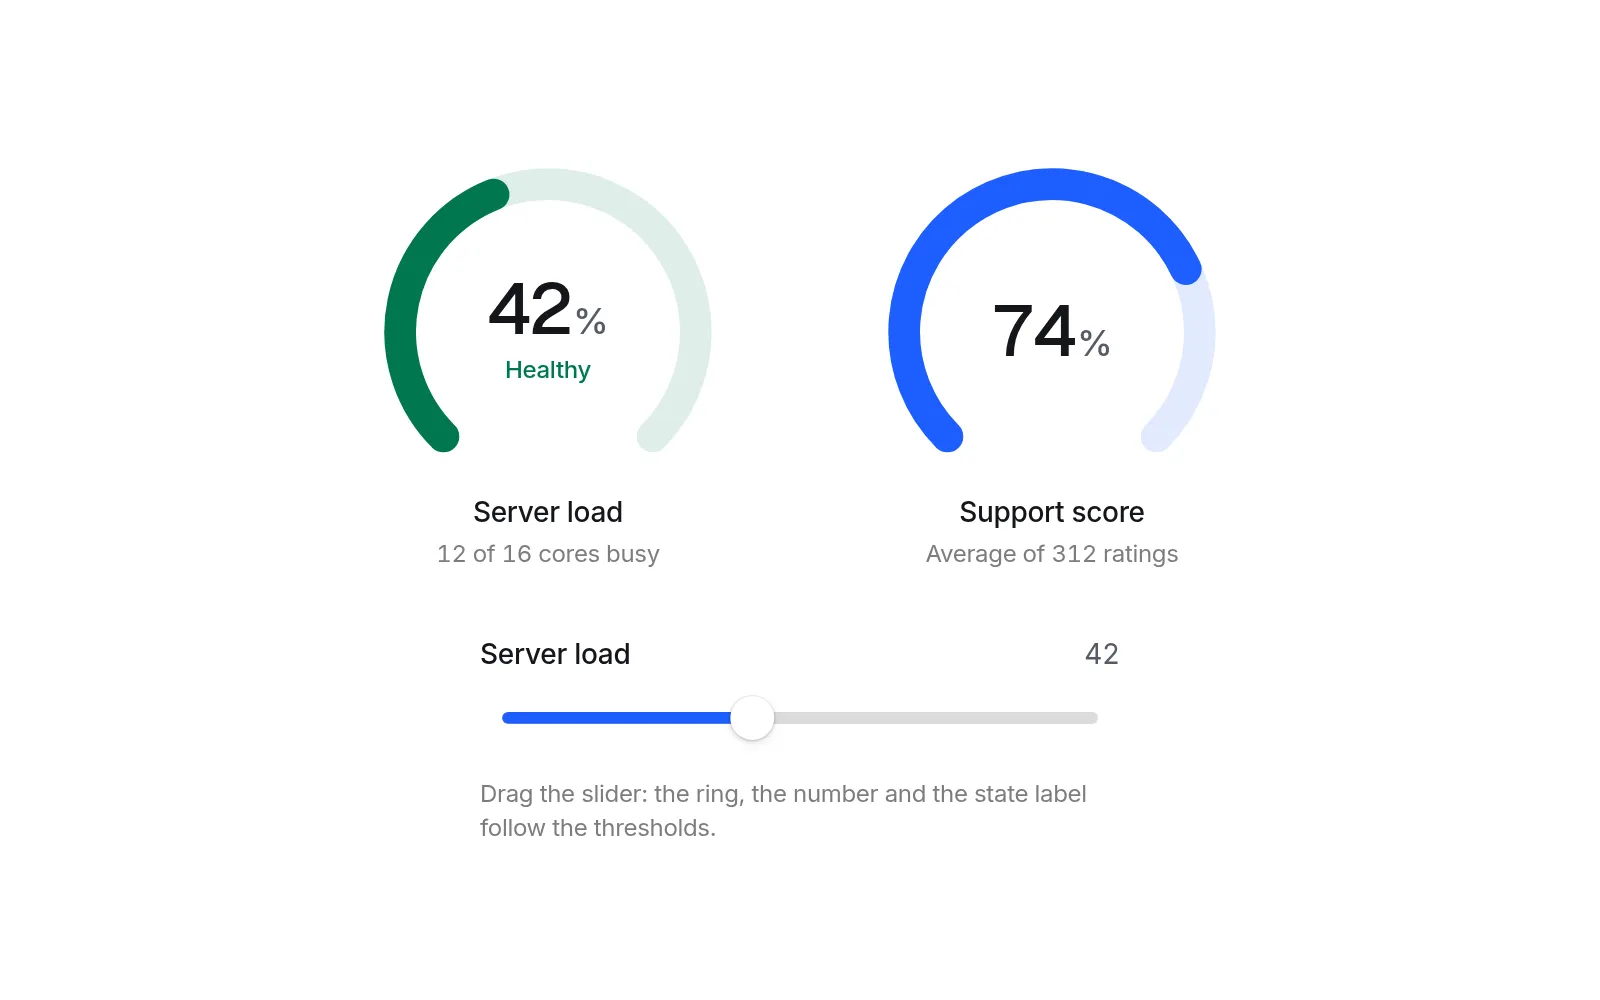 42%
Healthy
74%
Server load
12 of 16 cores busy
Support score
Average of 312 ratings
Server load
42
Drag the slider: the ring, the number and the state label
follow the thresholds.